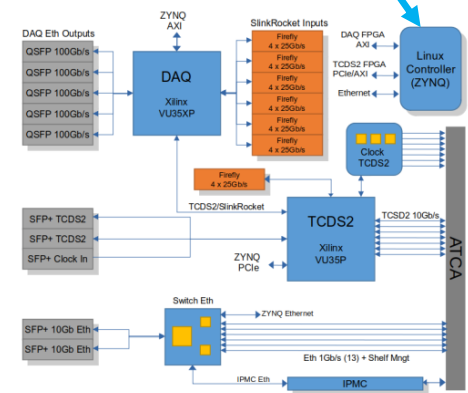 DAQ Eth Outputs
QSFP 100Gb/s
QSFP 100Gb/s
QSFP 100Gb/s
QSFP 100Gb/s
QSFP 100Gb/s
ZYNQ
AXI
DAQ
Xilinx
VU35XP
SlinkRocket Inputs
Firefly
4 x 25Gb/s
Firefly
4 x 25Gb/s
Firefly
4 x 25Gb/s
Firefly
4 x 25Gb/s
Firefly
4 x 25Gb/s
Firefly
4 x 25Gb/s
DAQ FPGA
AXI
TCDS2 FPGA
PCIe/AXI
Ethernet
Linux
Controller
(ZYNQ)
Clock
TCDS2
Firefly
4 x 25Gb/s
TCDS2/SlinkRocket
SFP+ TCDS2
SFP+ TCDS2
SFP+ Clock In
TCDS2
Xilinx
VU35P
ZYNQ
PCIe
TCSD2 10Gb/s
ATCA
Switch Eth
ZYNQ Ethernet
SFP+ 10Gb Eth
SFP+ 10Gb Eth
Eth 1Gb/s (13) + Shelf Mngt
IPMC Eth
IPMC